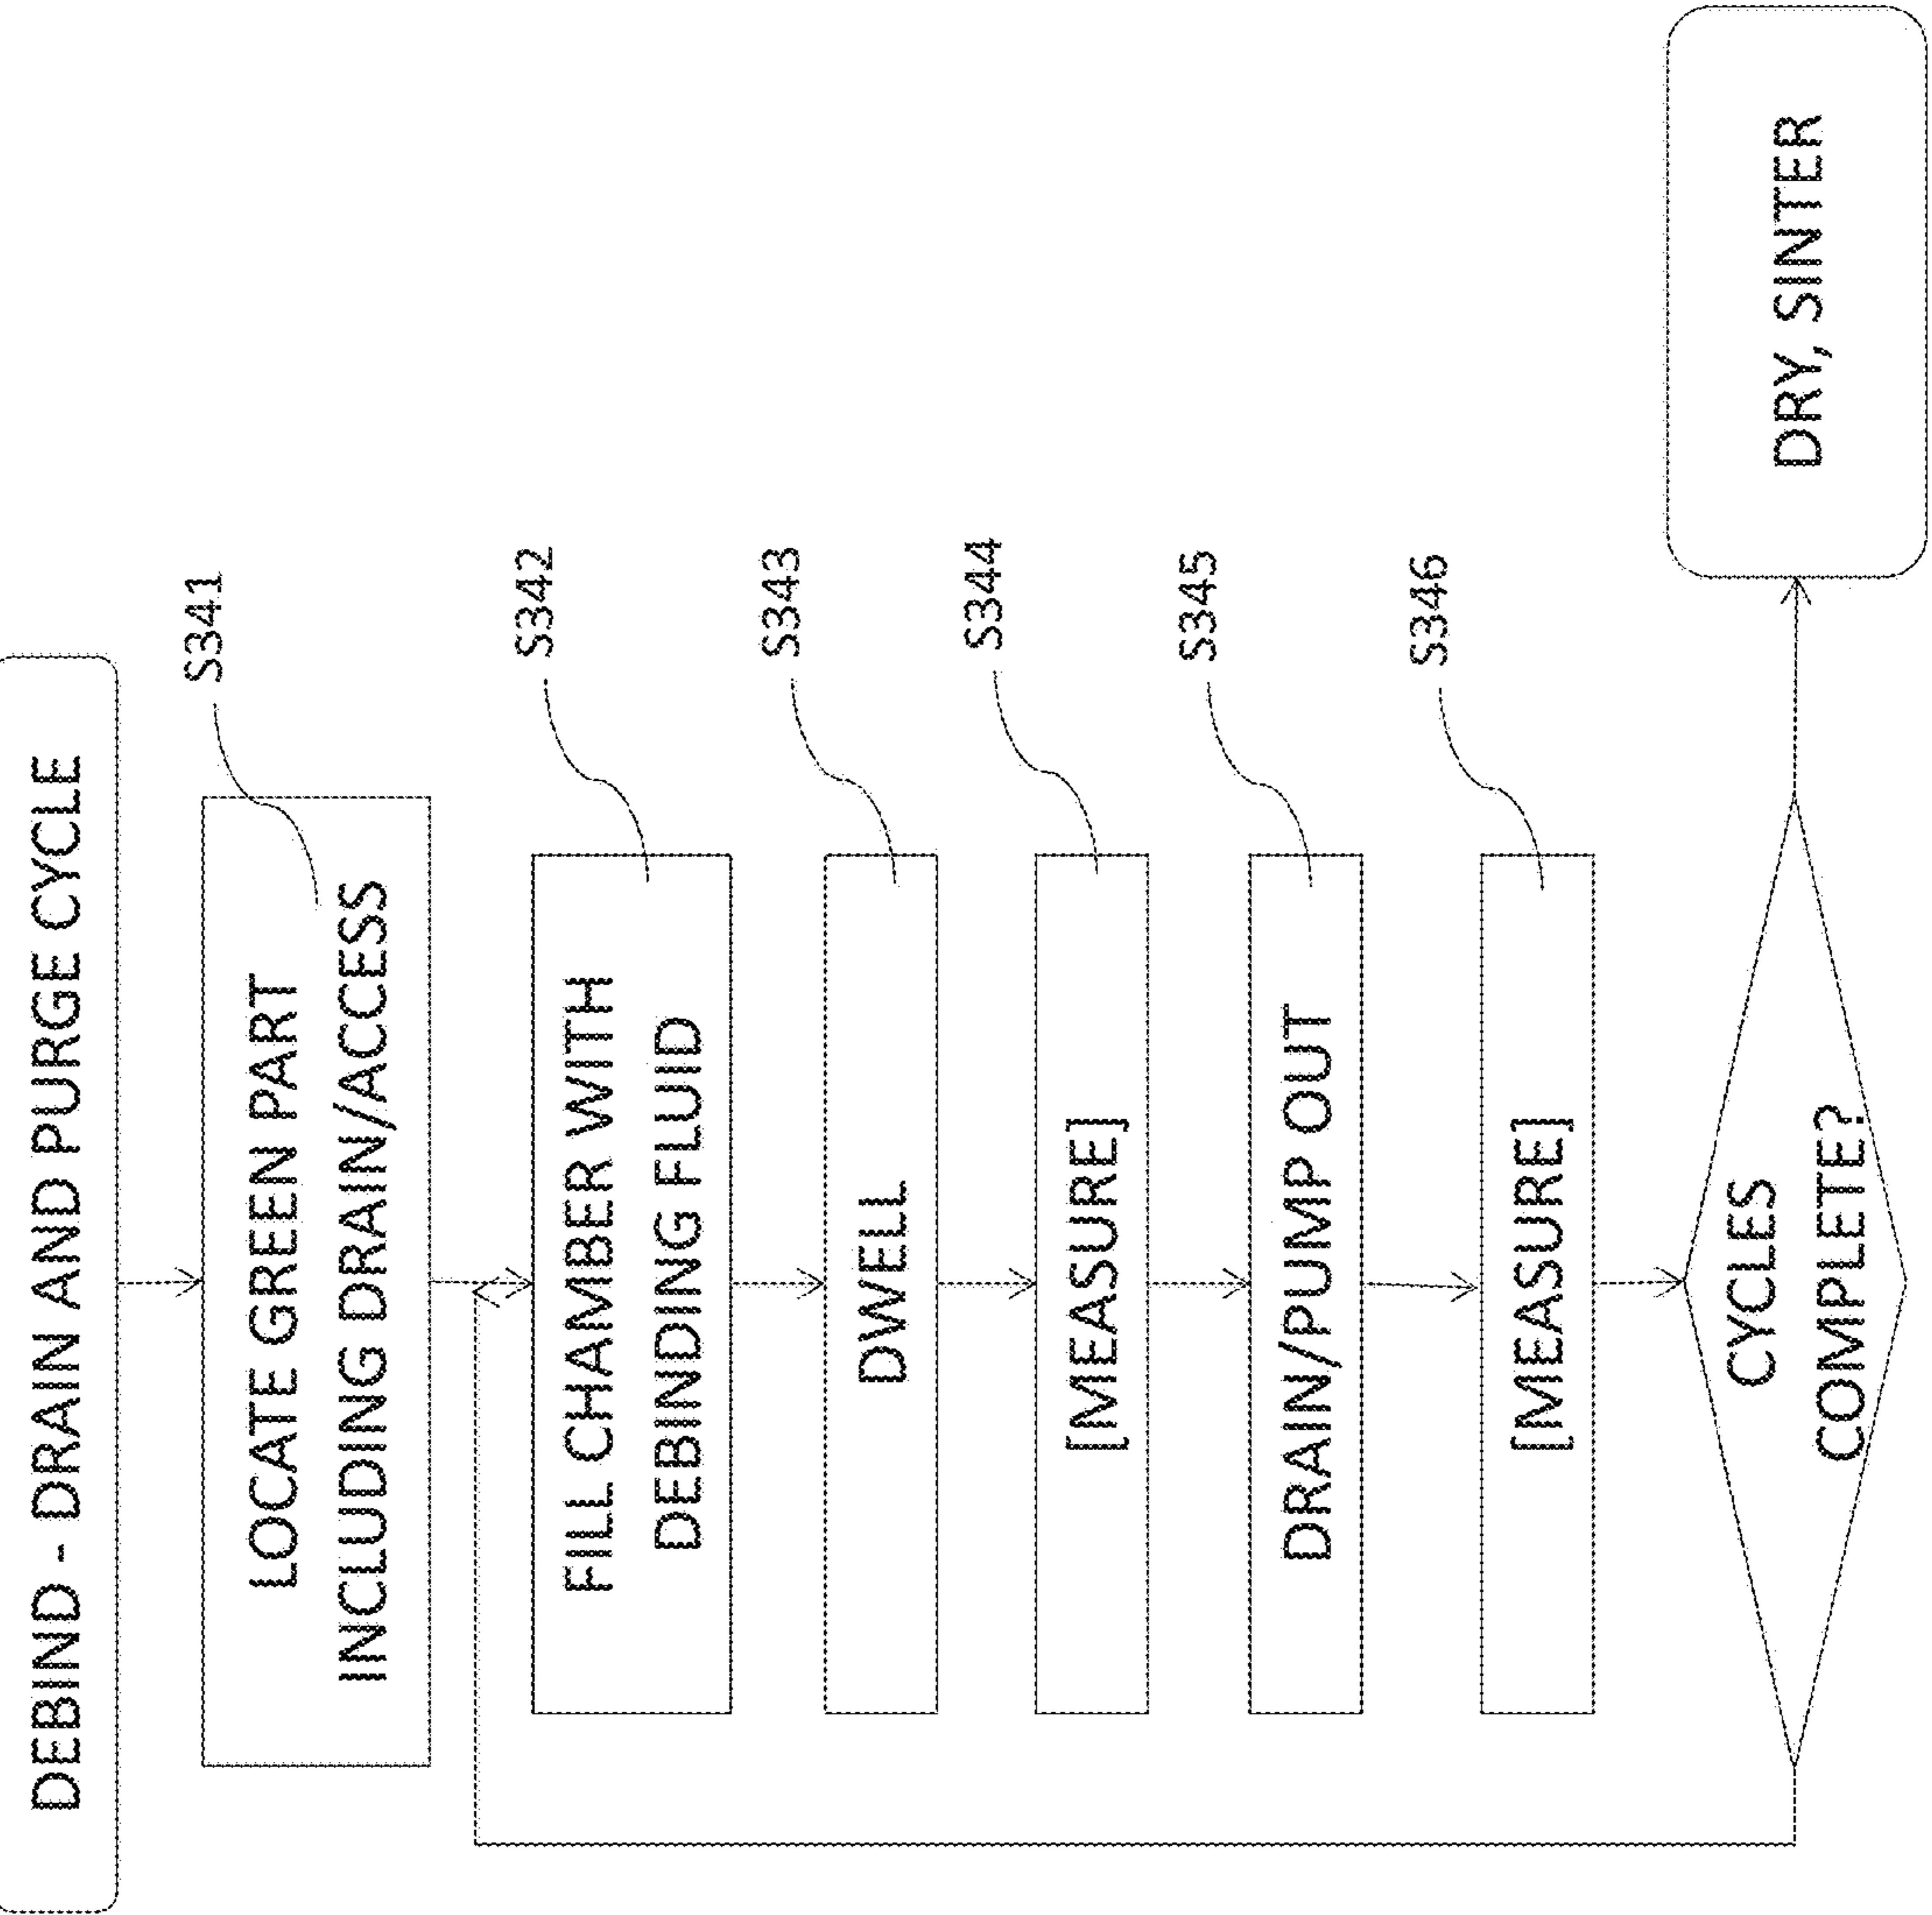 DEBIND - DRAIN AND PURGE CYCLE
LOCATE GREEN PART
INCLUDING DRAIN/ACCESS
S341
FILL CHAMBER WITH
DEBINDING FLUID
S342
DWELL
S343
[MEASURE]
S344
DRAIN/PUMP OUT
S345
[MEASURE]
S346
CYCLES
COMPLETE?
DRY, SINTER